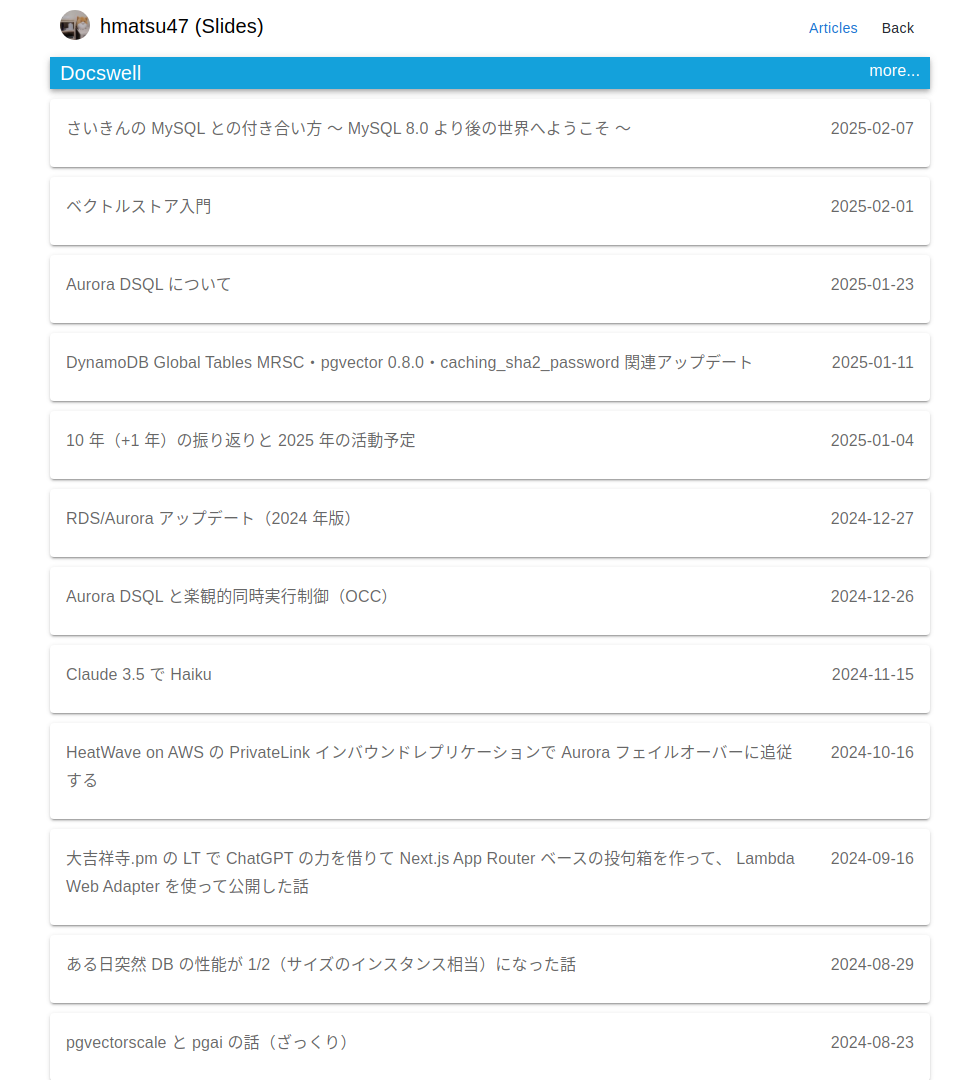 hmatsu47 (Slides)
Articles
Back
Docswell
more...
さいきんの MySQL との付き合い方 〜 MySQL 8.0 より後の世界へようこそ 〜
2025-02-07
ベクトルストア入門
2025-02-01
Aurora DSQL について
2025-01-23
DynamoDB Global Tables MRSC・pgvector 0.8.0・caching_sha2_password 関連アップデート
2025-01-11
10 年（+1 年）の振り返りと 2025 年の活動予定
2025-01-04
RDS/Aurora アップデート（2024 年版）
2024-12-27
Aurora DSQL と楽観的同時実行制御（OCC）
2024-12-26
Claude 3.5 で Haiku
2024-11-15
HeatWave on AWS の PrivateLink インバウンドレプリケーションで Aurora フェイルオーバーに追従
する
2024-10-16
大吉祥寺.pm の LT で ChatGPT の力を借りて Next.js App Router ベースの投句箱を作って、 Lambda
Web Adapter を使って公開した話
2024-09-16
ある日突然 DB の性能が 1/2（サイズのインスタンス相当）になった話
2024-08-29
pgvectorscale と pgai の話（ざっくり）
2024-08-23